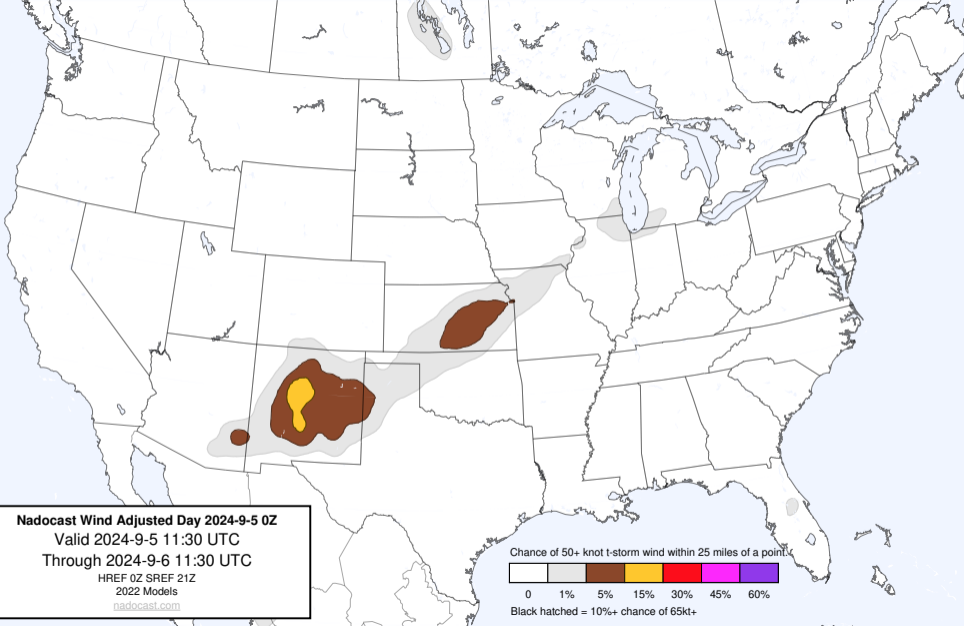 Nadocast Wind Adjusted Day 2024-9-5 0Z
Valid 2024-9-5 11:30 UTC
Through 2024-9-6 11:30 UTC
HREF 0Z SREF 21Z
2022 Models
nadocast.com
Chance of 50+ knot t-storm wind within 25 miles of a point.
0 1% 5% 15% 30% 45% 60%
Black hatched = 10%+ chance of 65kt+